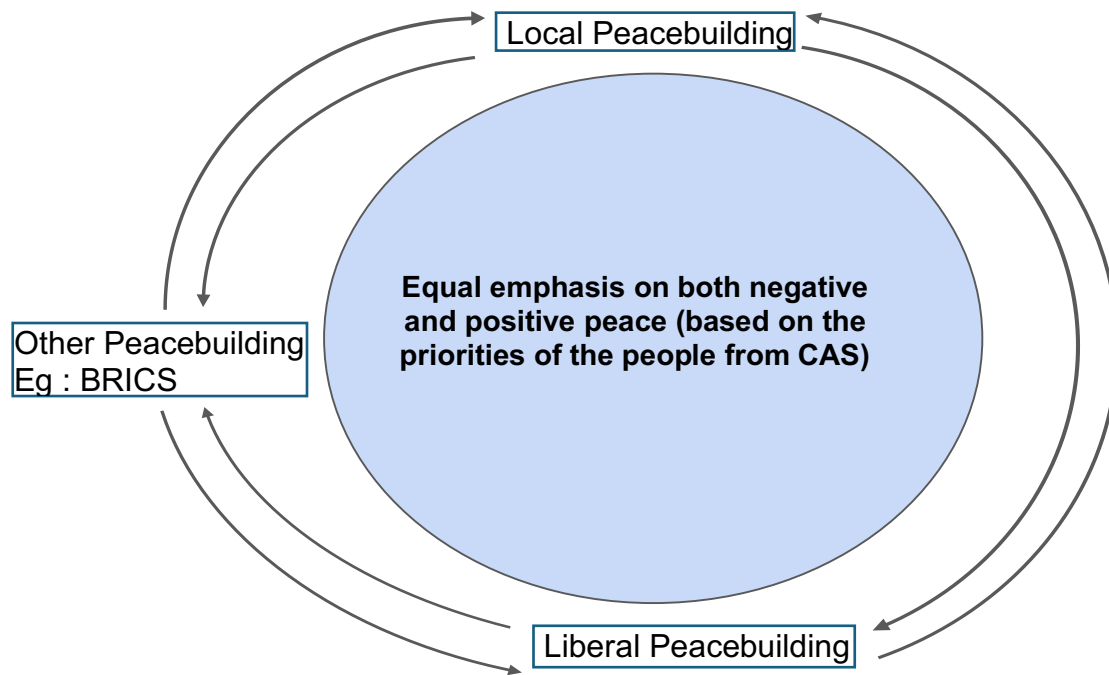 Local Peacebuilding
Equal emphasis on both negative
and positive peace (based on the
priorities of the people from CAS)
Other Peacebuilding
Eg : BRICS
Liberal Peacebuilding